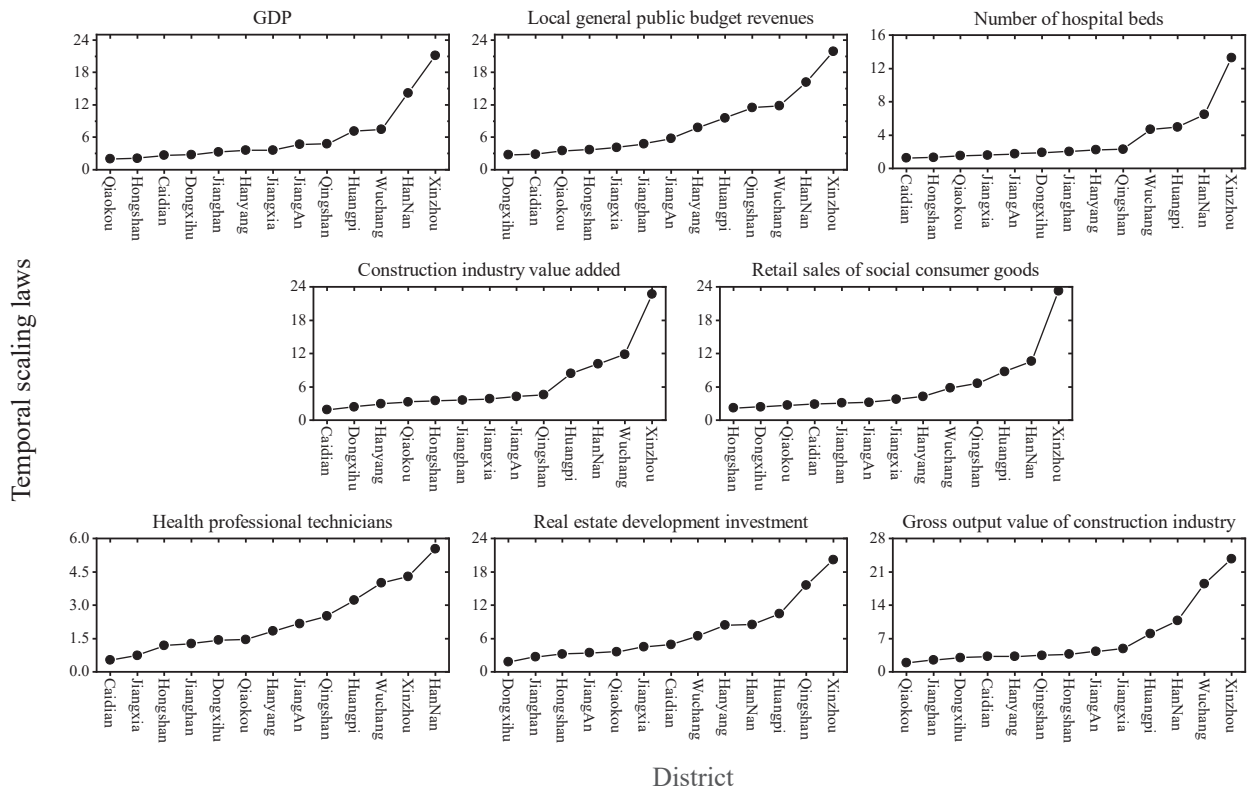 GDP
24
18
12
6
0
Qiaokou
Hongshan
Caidian
Dongxihu
Jianghan
Hanyang
Jiangxia
JiangAn
Qingshan
Huangpi
Wuchang
HanNan
Xinzhou
Local general public budget revenues
24
18
12
6
0
Dongxihu
Caidian
Qiaokou
Hongshan
Jiangxia
Jianghan
JiangAn
Hanyang
Huangpi
Qingshan
Wuchang
HanNan
Xinzhou
Number of hospital beds
16
12
8
4
0
Caidian
Hongshan
Qiaokou
Jiangxia
JiangAn
Dongxihu
Jianghan
Hanyang
Qingshan
Wuchang
Huangpi
HanNan
Xinzhou
Temporal scaling laws
Construction industry value added
24
18
12
6
0
Caidian
Dongxihu
Hanyang
Qiaokou
Hongshan
Jianghan
Jiangxia
JiangAn
Qingshan
Huangpi
HanNan
Wuchang
Xinzhou
Retail sales of social consumer goods
24
18
12
6
0
Hongshan
Dongxihu
Qiaokou
Caidian
Jianghan
JiangAn
Jiangxia
Hanyang
Wuchang
Qingshan
Huangpi
HanNan
Xinzhou
Health professional technicians
6.0
4.5
3.0
1.5
0.0
Caidian
Jiangxia
Hongshan
Jianghan
Dongxihu
Qiaokou
Hanyang
JiangAn
Qingshan
Huangpi
Wuchang
Xinzhou
HanNan
Real estate development investment
24
18
12
6
0
Dongxihu
Jianghan
Hongshan
JiangAn
Qiaokou
Jiangxia
Caidian
Wuchang
Hanyang
HanNan
Huangpi
Qingshan
Xinzhou
Gross output value of construction industry
28
21
14
7
0
Qiaokou
Jianghan
Dongxihu
Caidian
Hanyang
Qingshan
Hongshan
JiangAn
Jiangxia
Huangpi
HanNan
Wuchang
Xinzhou
District